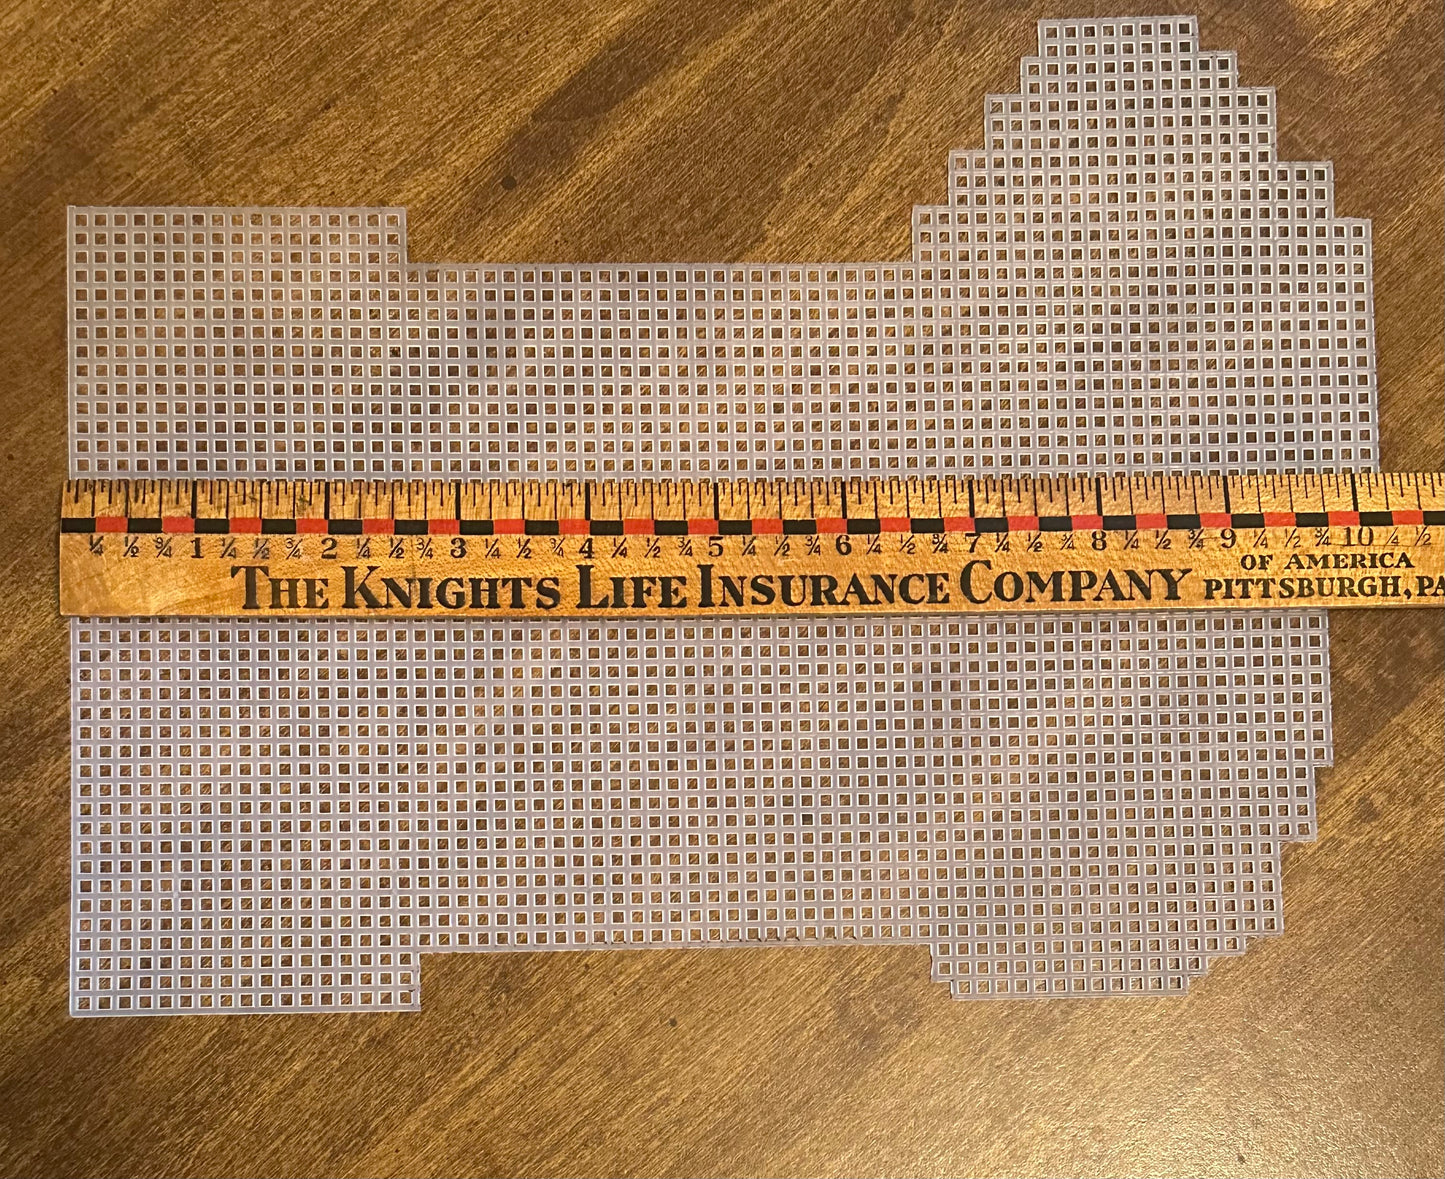 ¼ ½ ¾ 1 ¼ ½ ¾ 2 ¼ ½ ¾ 3 ¼ ½ ¾ 4 ¼ ½ ¾ 5 ¼ ½ ¾ 6 ¼ ½ ¾ 7 ¼ ½ ¾ 8 ¼ ½ ¾ 9 ¼ ½ ¾ 10 ¼ ½
THE KNIGHTS LIFE INSURANCE COMPANY OF AMERICA
PITTSBURGH, PA